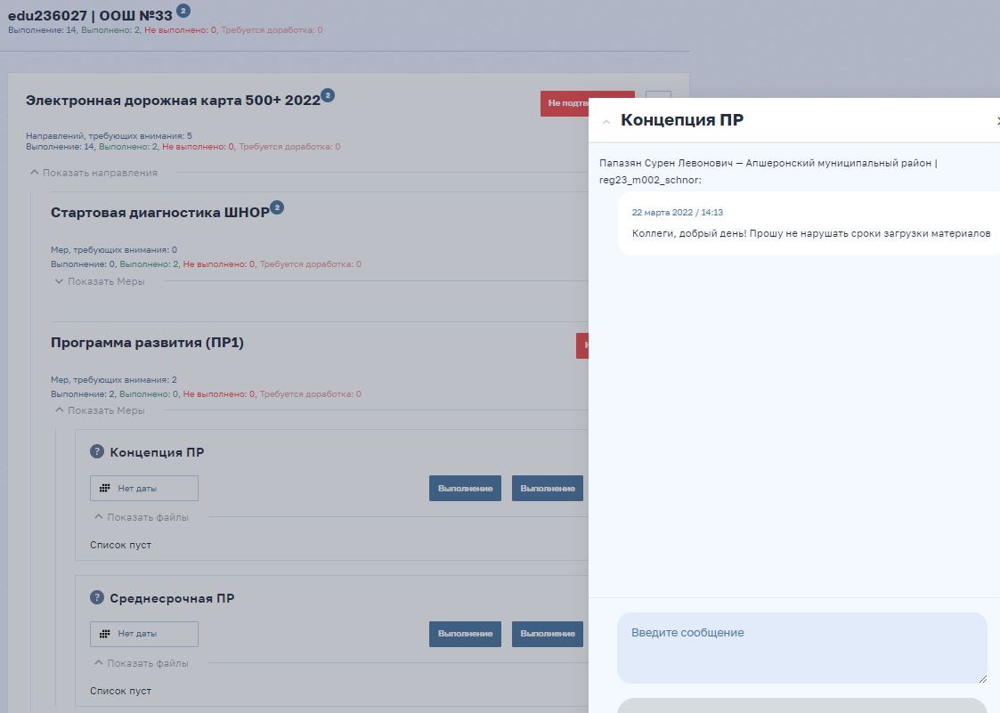 edu236027 | ООШ №33 2
Выполнение: 14, Выполнено: 2, Не выполнено: 0, Требуется доработка: 0
Электронная дорожная карта 500+ 2022 2
Направлений, требующих внимания: 5
Выполнение: 14, Выполнено: 2, Не выполнено: 0, Требуется доработка: 0
Показать направления
Стартовая диагностика ШНОР 2
Мер, требующих внимания: 0
Выполнение: 0, Выполнено: 2, Не выполнено: 0, Требуется доработка: 0
Показать Меры
Программа развития (ПР1)
Мер, требующих внимания: 2
Выполнение: 2, Выполнено: 0, Не выполнено: 0, Требуется доработка: 0
Показать Меры
? Концепция ПР
Нет даты
Выполнение
Выполнение
Показать файлы
Список пуст
? Среднесрочная ПР
Нет даты
Выполнение
Выполнение
Показать файлы
Список пуст
Концепция ПР
Папазян Сурен Левонович — Апшеронский муниципальный район |
reg23_m002_schnor:
22 марта 2022 / 14:13
Коллеги, добрый день! Прошу не нарушать сроки загрузки материалов
Введите сообщение